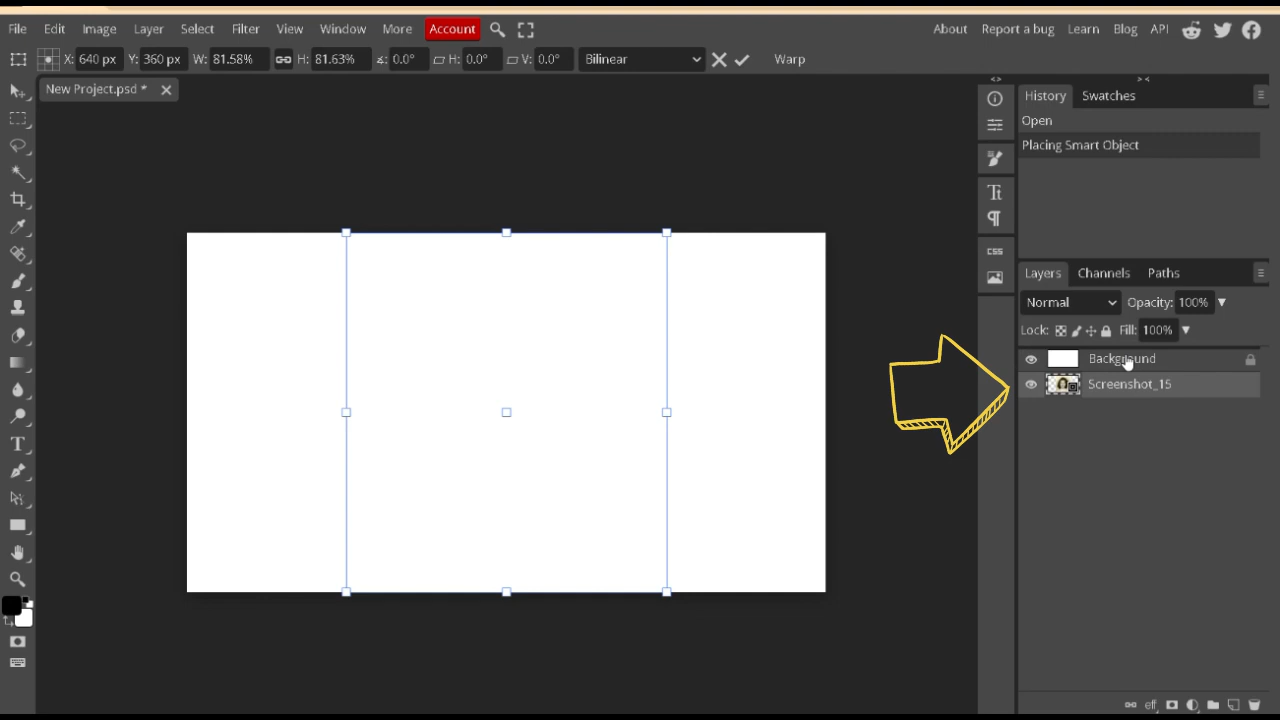 File Edit Image Layer Select Filter View Window More Account About Report a bug Learn Blog API
X: 640 px Y: 360 px W: 81.58% H: 81.63% ∡: 0.0° H: 0.0° V: 0.0° Bilinear Warp
New Project.psd *
History Swatches
Open
Placing Smart Object
Tt
CSS
Layers Channels Paths
Normal Opacity: 100%
Lock: Fill: 100%
Background
Screenshot_15
T
eff